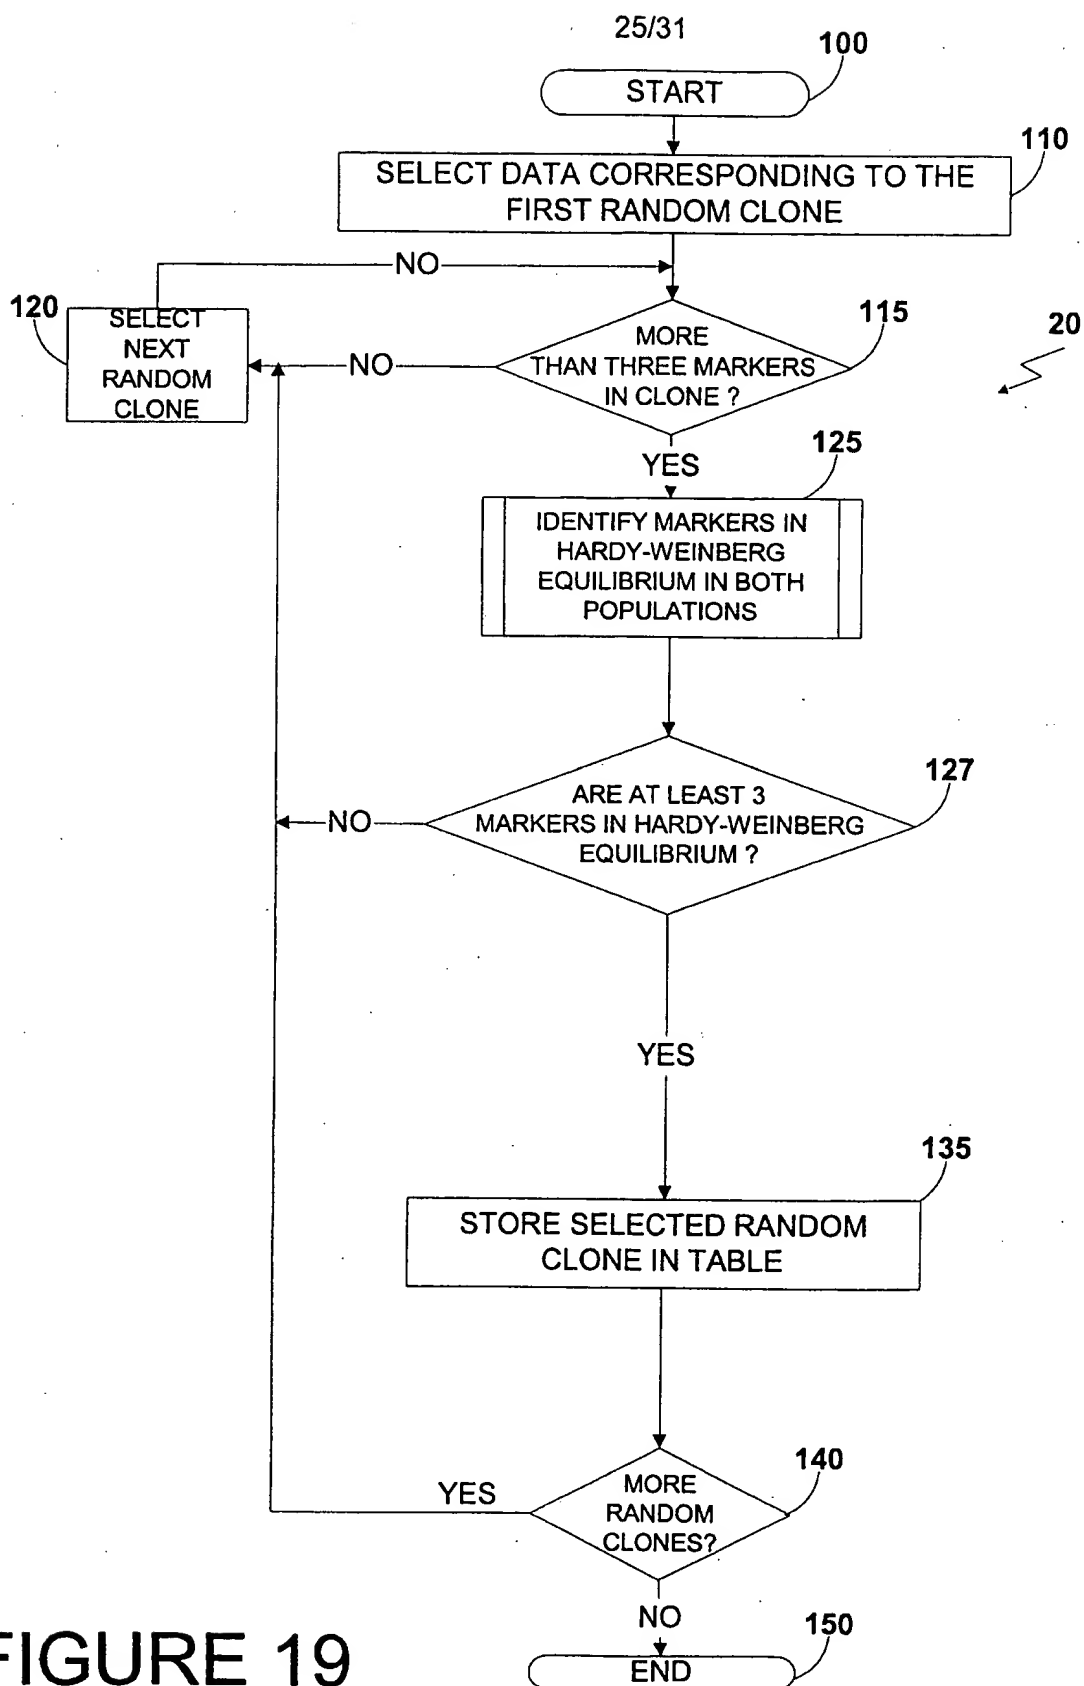 25/31
100
START
110
SELECT DATA CORRESPONDING TO THE
FIRST RANDOM CLONE
NO
120
SELECT
NEXT
RANDOM
CLONE
NO
MORE
THAN THREE MARKERS
IN CLONE ?
115
20
YES
125
IDENTIFY MARKERS IN
HARDY-WEINBERG
EQUILIBRIUM IN BOTH
POPULATIONS
127
ARE AT LEAST 3
MARKERS IN HARDY-WEINBERG
EQUILIBRIUM ?
NO
YES
135
STORE SELECTED RANDOM
CLONE IN TABLE
140
MORE
RANDOM
CLONES?
YES
NO
150
END
FIGURE 19